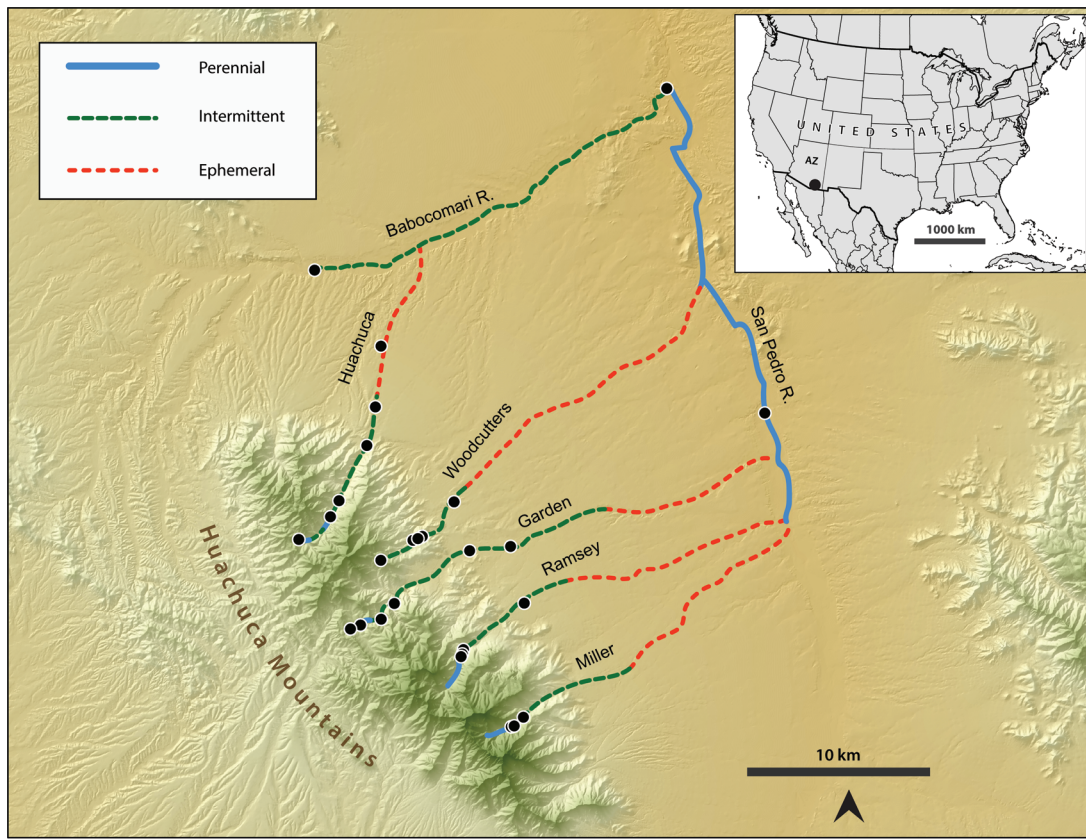 Perennial
Intermittent
Ephemeral
UNITED STATES
AZ
1000 km
Babocomari R.
Huachuca
San Pedro R.
Woodcutters
Garden
Ramsey
Miller
Huachuca Mountains
10 km